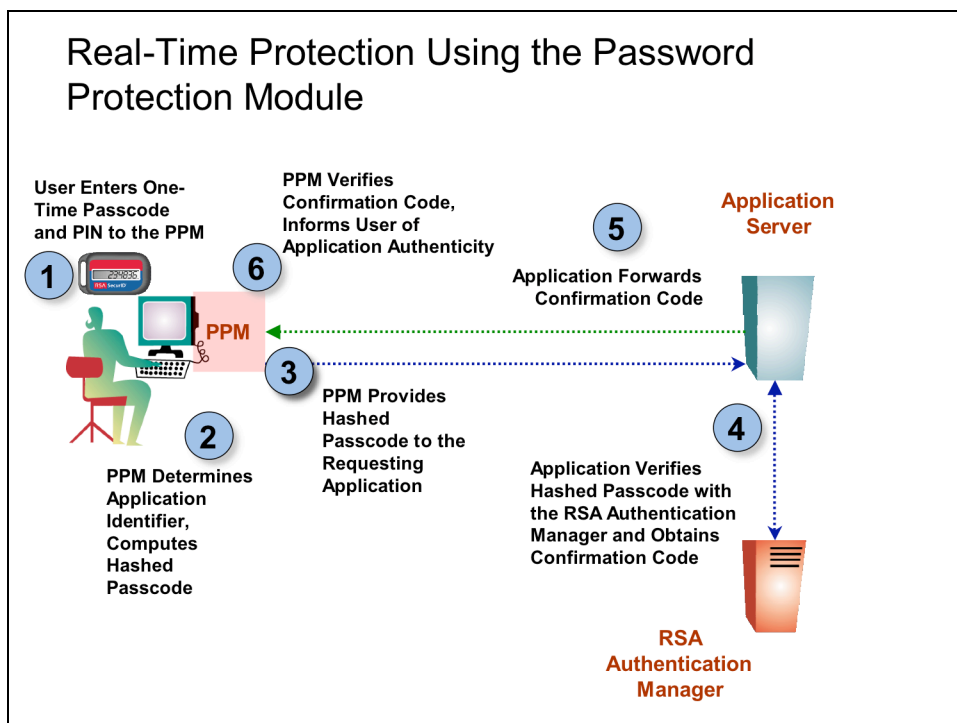 Real-Time Protection Using the Password
Protection Module
User Enters One-
Time Passcode
and PIN to the PPM
1
234836
RSA SecurID
PPM Verifies
Confirmation Code,
Informs User of
Application Authenticity
6
5
Application Forwards
Confirmation Code
Application
Server
PPM
3
PPM Provides
Hashed
Passcode to the
Requesting
Application
2
PPM Determines
Application
Identifier,
Computes
Hashed
Passcode
4
Application Verifies
Hashed Passcode with
the RSA Authentication
Manager and Obtains
Confirmation Code
RSA
Authentication
Manager